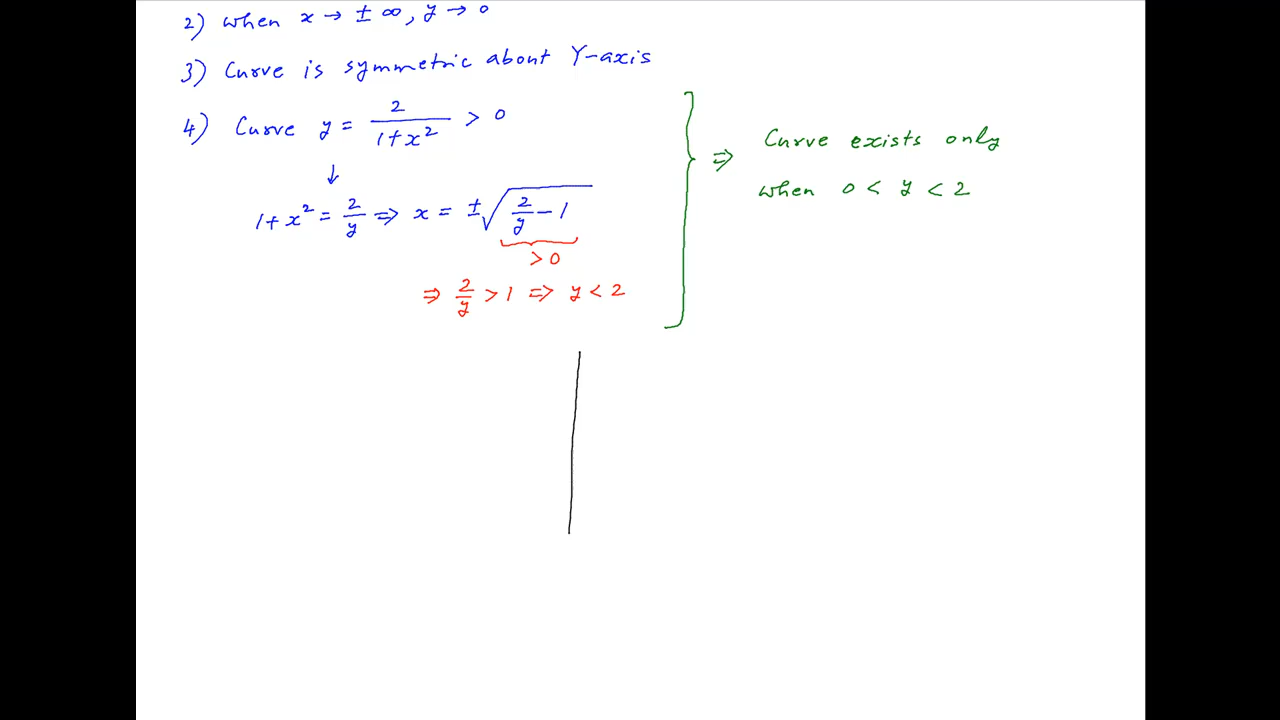 2) when x → ± ∞, y → 0
3) Curve is symmetric about Y-axis
4) Curve y = 2/(1+x²) > 0
↓
1+x² = 2/y ⇒ x = ±√(2/y − 1)
> 0
⇒ 2/y > 1 ⇒ y < 2
⇒ Curve exists only
when 0 < y < 2